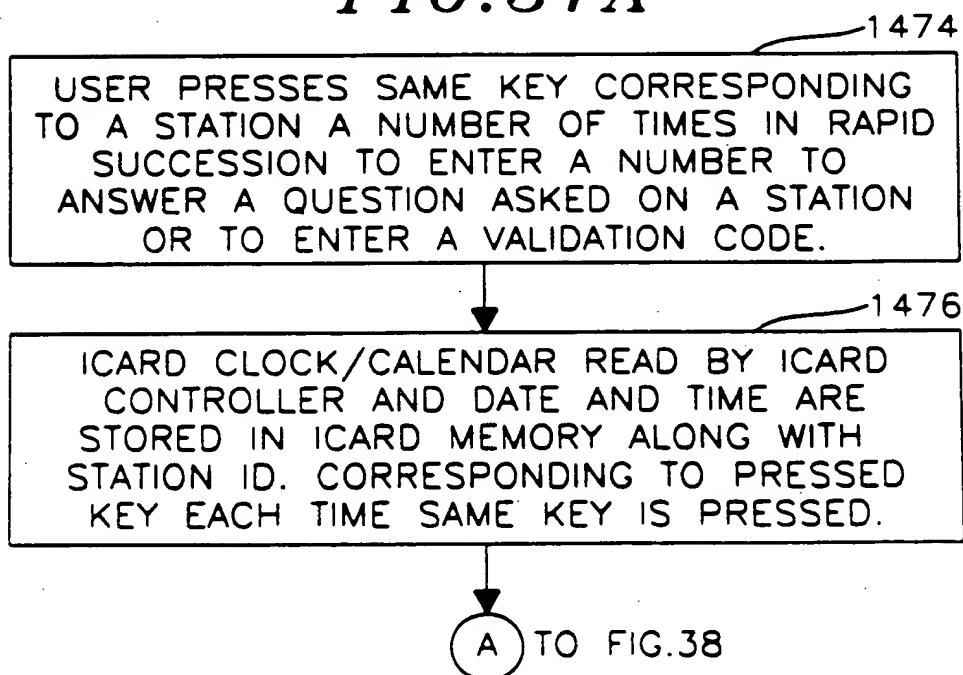 FIG.37A
1474
USER PRESSES SAME KEY CORRESPONDING
TO A STATION A NUMBER OF TIMES IN RAPID
SUCCESSION TO ENTER A NUMBER TO
ANSWER A QUESTION ASKED ON A STATION
OR TO ENTER A VALIDATION CODE.
1476
ICARD CLOCK/CALENDAR READ BY ICARD
CONTROLLER AND DATE AND TIME ARE
STORED IN ICARD MEMORY ALONG WITH
STATION ID. CORRESPONDING TO PRESSED
KEY EACH TIME SAME KEY IS PRESSED.
A TO FIG.38